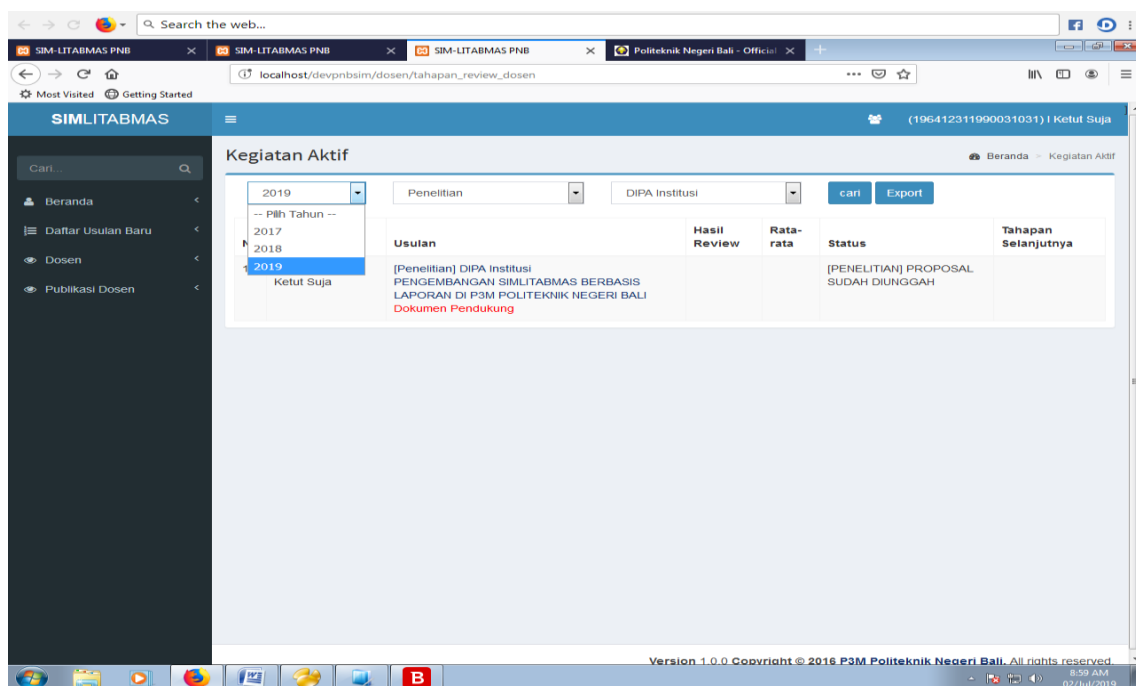 Search the web...
SIM-LITABMAS PNB
SIM-LITABMAS PNB
SIM-LITABMAS PNB
Politeknik Negeri Bali - Official
localhost/devpnbsim/dosen/tahapan_review_dosen
Most Visited Getting Started
SIMLITABMAS
(196412311990031031) I Ketut Suja
Kegiatan Aktif
Beranda > Kegiatan Aktif
Cari...
Beranda
Daftar Usulan Baru
Dosen
Publikasi Dosen
2019
Penelitian
DIPA Institusi
cari
Export
-- Pilh Tahun --
2017
2018
2019
Usulan
Hasil
Review
Rata-
rata
Status
Tahapan
Selanjutnya
Ketut Suja
[Penelitian] DIPA Institusi
PENGEMBANGAN SIMLITABMAS BERBASIS
LAPORAN DI P3M POLITEKNIK NEGERI BALI
Dokumen Pendukung
[PENELITIAN] PROPOSAL
SUDAH DIUNGGAH
Version 1.0.0 Copyright © 2016 P3M Politeknik Negeri Bali. All rights reserved.
8:59 AM
02/Jul/2019